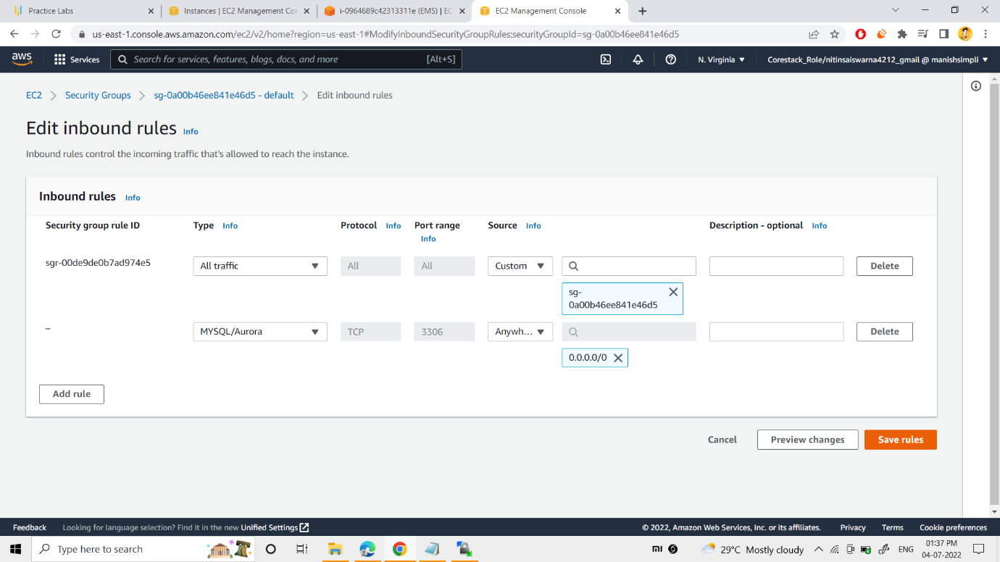 Practice Labs
Instances | EC2 Management Cor
i-0964689c42313311e (EMS) | EC
EC2 Management Console
us-east-1.console.aws.amazon.com/ec2/v2/home?region=us-east-1#ModifyInboundSecurityGroupRules:securityGroupId=sg-0a00b46ee841e46d5
aws Services Search for services, features, blogs, docs, and more [Alt+S] N. Virginia Corestack_Role/nitinsaiswarna4212_gmail @ manishsimpli
EC2 Security Groups sg-0a00b46ee841e46d5 - default Edit inbound rules
Edit inbound rules Info
Inbound rules control the incoming traffic that's allowed to reach the instance.
Inbound rules Info
Security group rule ID Type Info Protocol Info Port range Info Source Info Description - optional Info
sgr-00de9de0b7ad974e5 All traffic All All Custom Delete
sg-
0a00b46ee841e46d5
– MYSQL/Aurora TCP 3306 Anywh... Delete
0.0.0.0/0
Add rule
Cancel Preview changes Save rules
Feedback Looking for language selection? Find it in the new Unified Settings © 2022, Amazon Web Services, Inc. or its affiliates. Privacy Terms Cookie preferences
Type here to search 29°C Mostly cloudy ENG 01:37 PM
04-07-2022